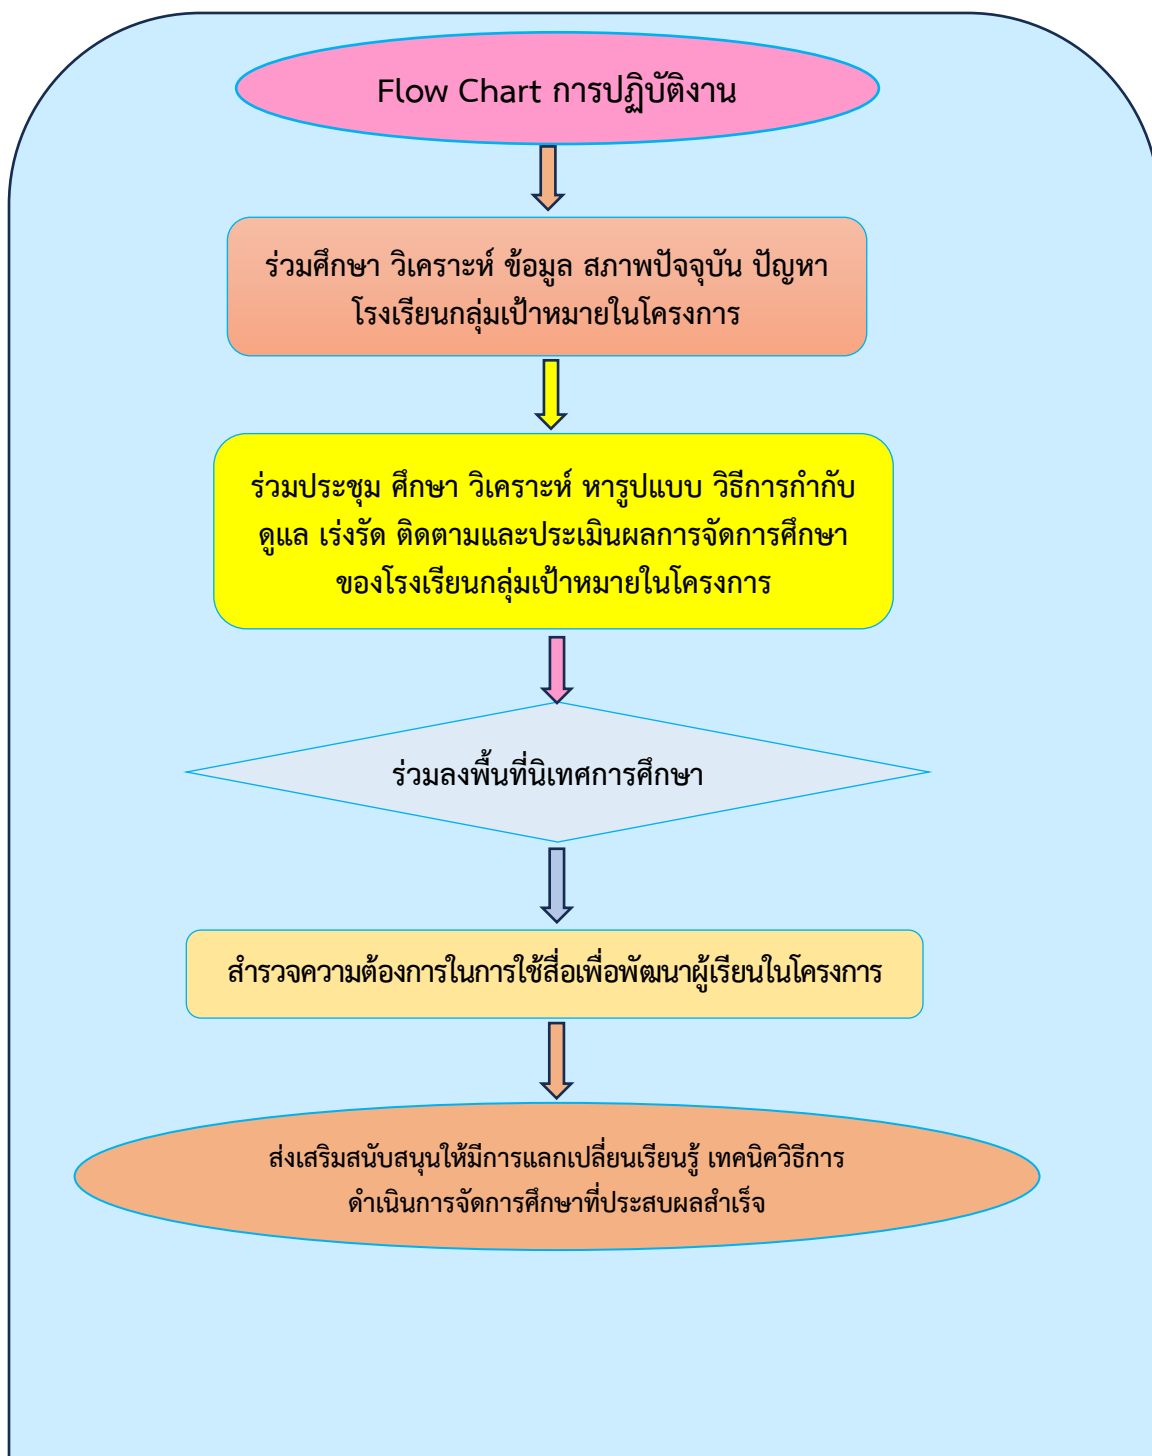 Flow Chart การปฏิบัติงาน
ร่วมศึกษา วิเคราะห์ ข้อมูล สภาพปัจจุบัน ปัญหา
โรงเรียนกลุ่มเป้าหมายในโครงการ
ร่วมประชุม ศึกษา วิเคราะห์ หารูปแบบ วิธีการกำกับ
ดูแล เร่งรัด ติดตามและประเมินผลการจัดการศึกษา
ของโรงเรียนกลุ่มเป้าหมายในโครงการ
ร่วมลงพื้นที่นิเทศการศึกษา
สำรวจความต้องการในการใช้สื่อเพื่อพัฒนาผู้เรียนในโครงการ
ส่งเสริมสนับสนุนให้มีการแลกเปลี่ยนเรียนรู้ เทคนิควิธีการ
ดำเนินการจัดการศึกษาที่ประสบผลสำเร็จ